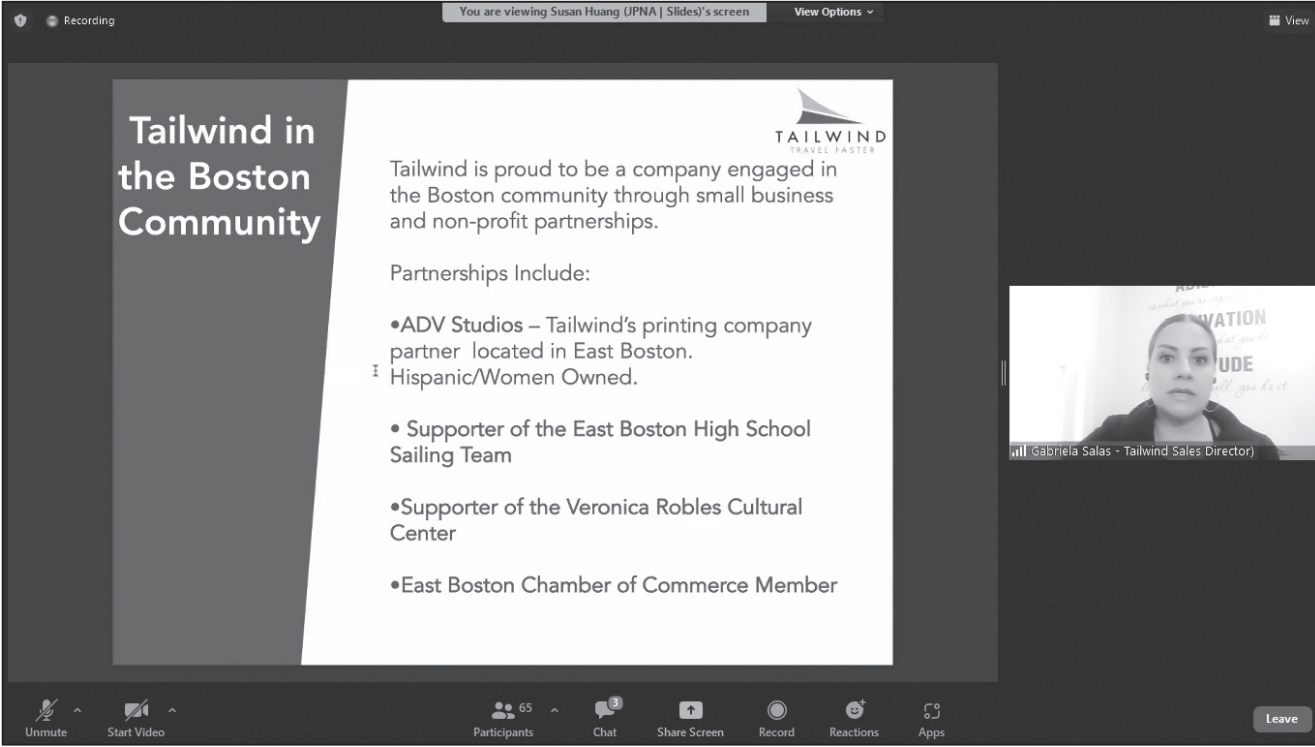 You are viewing Susan Huang (JPNA | Slides)'s screen
View Options
Recording
View
Tailwind in
the Boston
Community
TAILWIND
TRAVEL FASTER
Tailwind is proud to be a company engaged in
the Boston community through small business
and non-profit partnerships.
Partnerships Include:
•ADV Studios – Tailwind's printing company
partner located in East Boston.
Hispanic/Women Owned.
• Supporter of the East Boston High School
Sailing Team
•Supporter of the Veronica Robles Cultural
Center
•East Boston Chamber of Commerce Member
Gabriela Salas - Tailwind Sales Director)
Unmute
Start Video
65
Participants
3
Chat
Share Screen
Record
Reactions
Apps
Leave